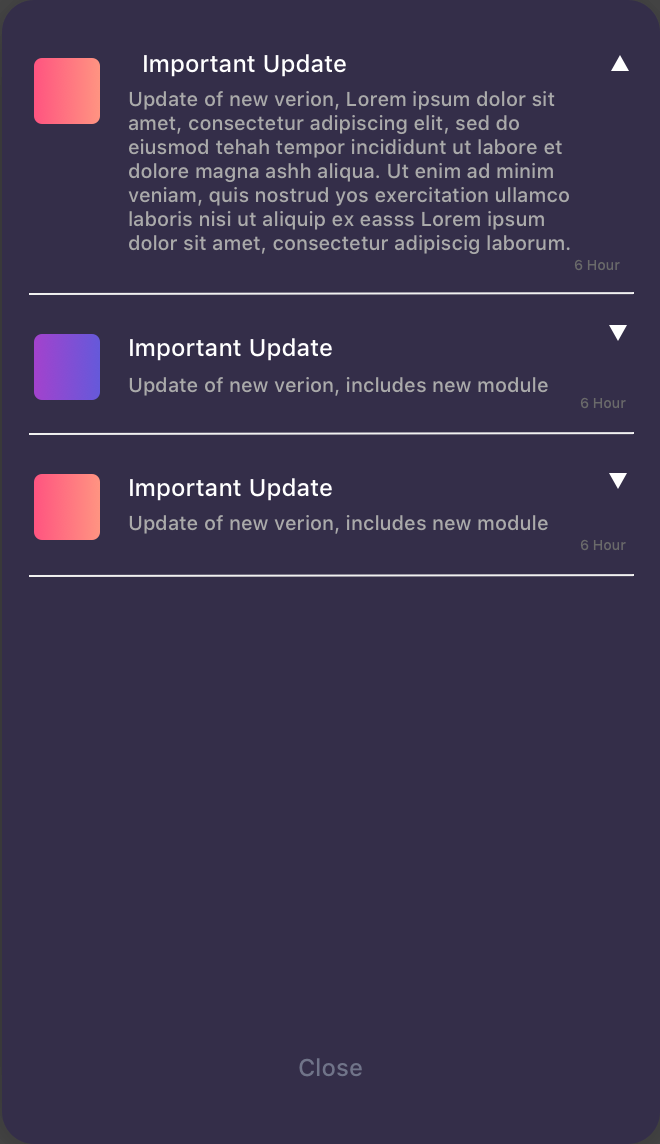 Important Update
Update of new verion, Lorem ipsum dolor sit
amet, consectetur adipiscing elit, sed do
eiusmod tehah tempor incididunt ut labore et
dolore magna ashh aliqua. Ut enim ad minim
veniam, quis nostrud yos exercitation ullamco
laboris nisi ut aliquip ex easss Lorem ipsum
dolor sit amet, consectetur adipiscig laborum.
6 Hour
Important Update
Update of new verion, includes new module
6 Hour
Important Update
Update of new verion, includes new module
6 Hour
Close